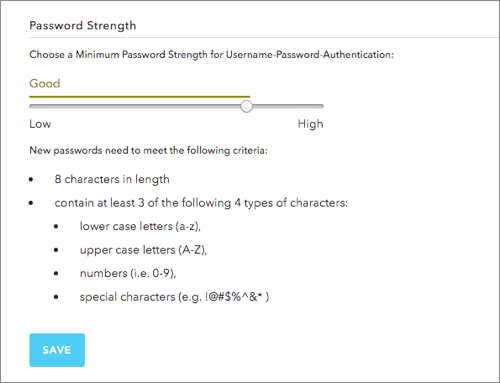 Password Strength
Choose a Minimum Password Strength for Username-Password-Authentication:
Good
Low High
New passwords need to meet the following criteria:
• 8 characters in length
• contain at least 3 of the following 4 types of characters:
• lower case letters (a-z),
• upper case letters (A-Z),
• numbers (i.e. 0-9),
• special characters (e.g. !@#$%^&* )
SAVE